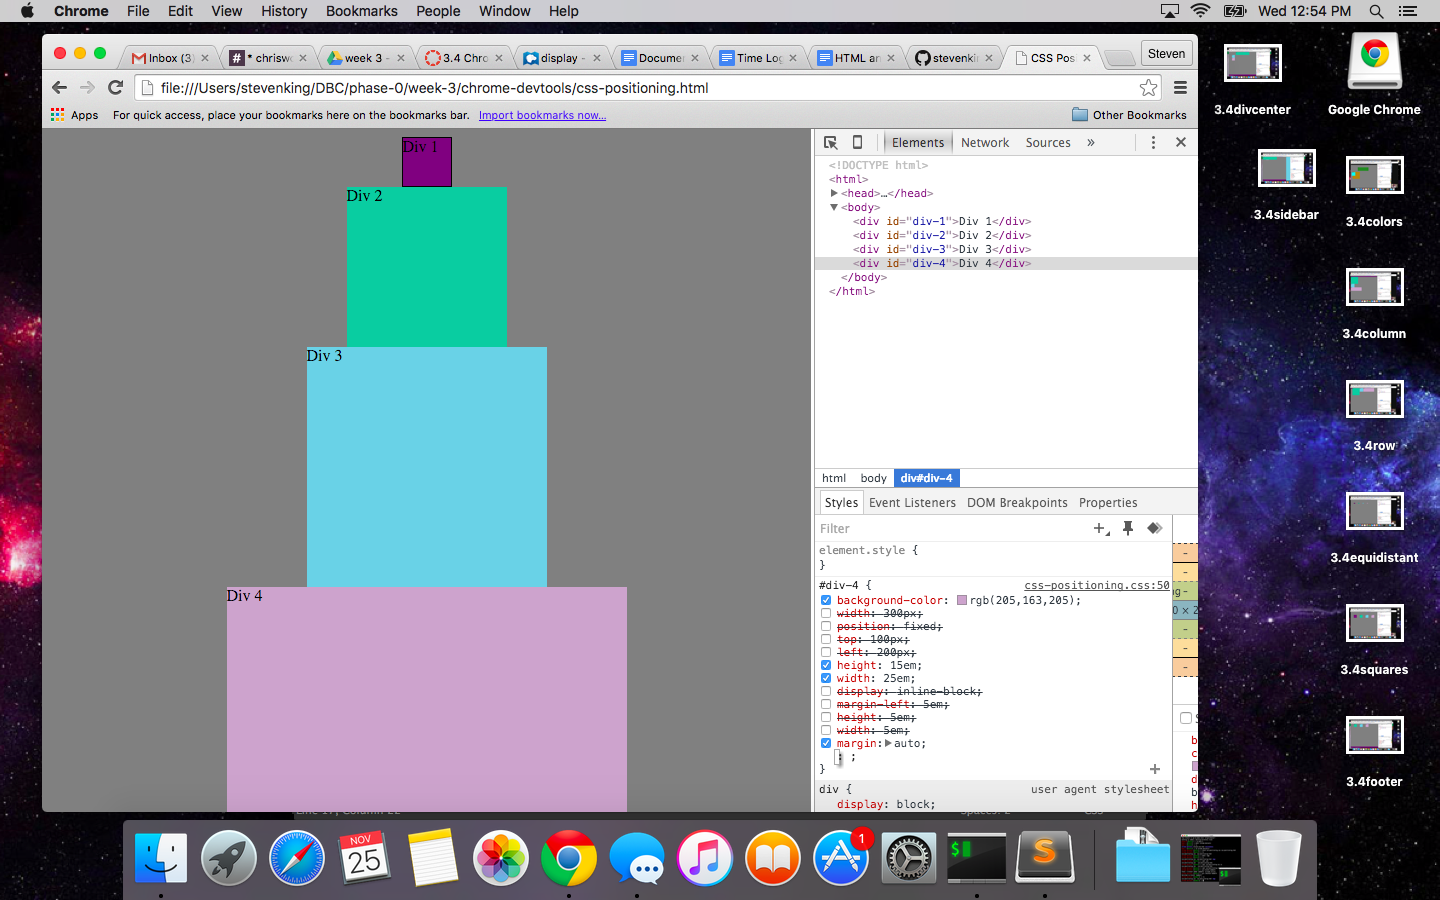 Chrome File Edit View History Bookmarks People Window Help Wed 12:54 PM
Inbox (3) * chriswo week 3 - 3.4 Chro display - Docume Time Log HTML ar stevenki CSS Pos Steven
file:///Users/stevenking/DBC/phase-0/week-3/chrome-devtools/css-positioning.html
Apps For quick access, place your bookmarks here on the bookmarks bar. Import bookmarks now... Other Bookmarks
Div 1
Div 2
Div 3
Div 4
Elements Network Sources »
<!DOCTYPE html>
<html>
▶<head>…</head>
▼<body>
<div id="div-1">Div 1</div>
<div id="div-2">Div 2</div>
<div id="div-3">Div 3</div>
<div id="div-4">Div 4</div>
</body>
</html>
html body div#div-4
Styles Event Listeners DOM Breakpoints Properties
Filter
element.style {
}
#div-4 { css-positioning.css:50
background-color: rgb(205,163,205);
width: 300px;
position: fixed;
top: 100px;
left: 200px;
height: 15em;
width: 25em;
display: inline-block;
margin-left: 5em;
height: 5em;
width: 5em;
margin:▶auto;
: ;
}
div { user agent stylesheet
display: block;
3.4divcenter
Google Chrome
3.4sidebar
3.4colors
3.4column
3.4row
3.4equidistant
3.4squares
3.4footer
NOV
25
1